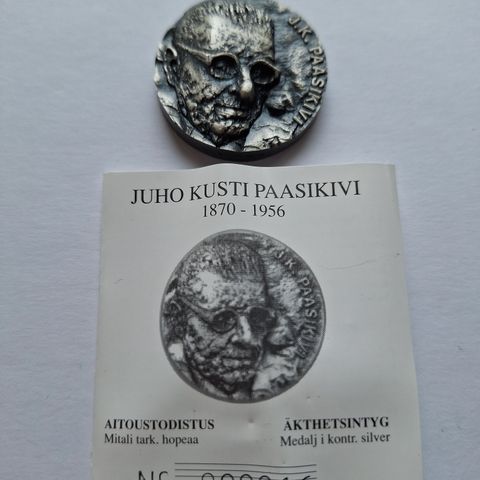 J.K. PAASIKIVI
JUHO KUSTI PAASIKIVI
1870 - 1956
J.K. PAASIKIVI
AITOUSTODISTUS
Mitali tark. hopeaa
ÄKTHETSINTYG
Medalj i kontr. silver